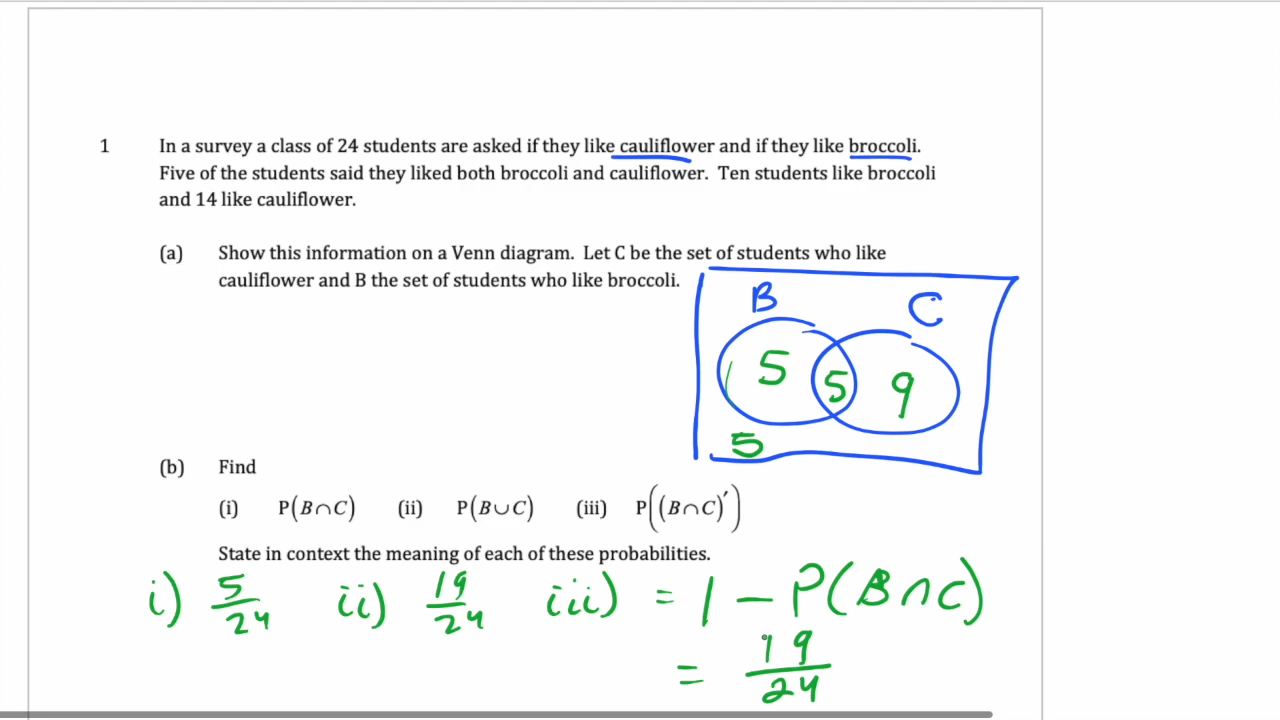 1 In a survey a class of 24 students are asked if they like cauliflower and if they like broccoli.
Five of the students said they liked both broccoli and cauliflower. Ten students like broccoli
and 14 like cauliflower.
(a) Show this information on a Venn diagram. Let C be the set of students who like
cauliflower and B the set of students who like broccoli.
B C
5 5 9
5
(b) Find
(i) P(B∩C) (ii) P(B∪C) (iii) P((B∩C)′)
State in context the meaning of each of these probabilities.
i) 5/24 ii) 19/24 iii) = 1 − P(B∩C)
= 19/24